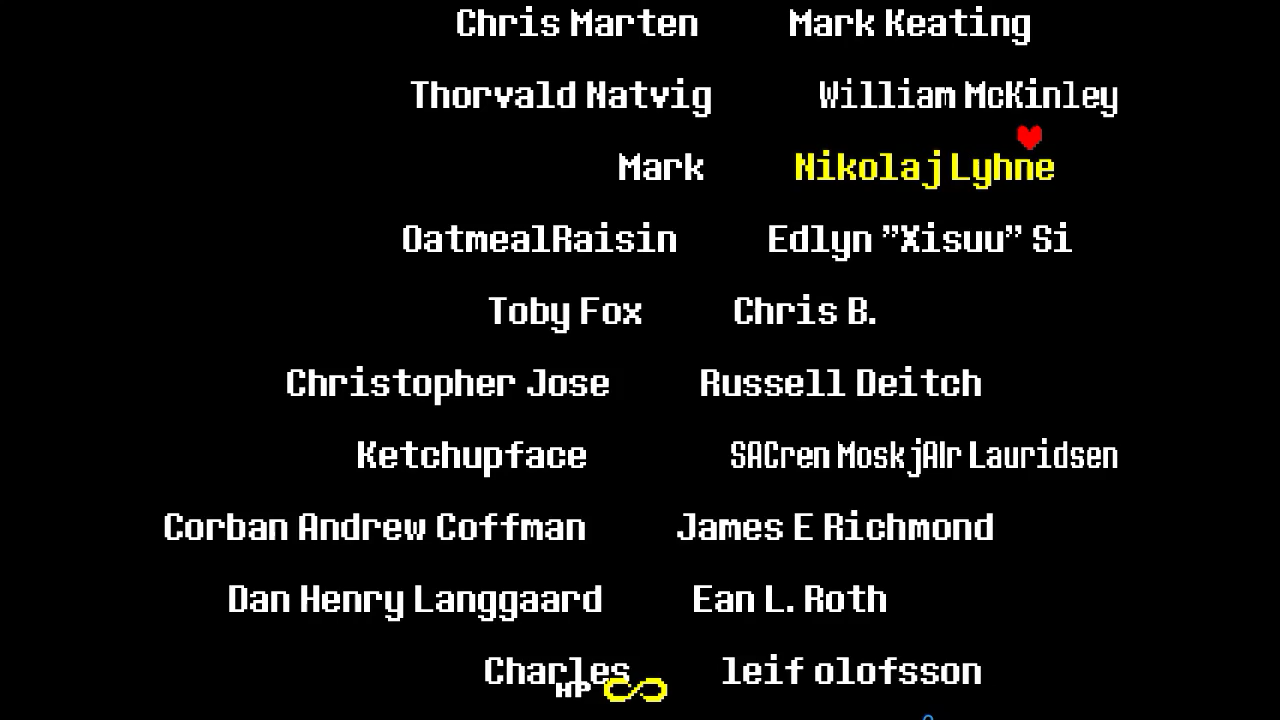 Chris Marten Mark Keating
Thorvald Natvig William McKinley
Mark Nikolaj Lyhne
OatmealRaisin Edlyn "Xisuu" Si
Toby Fox Chris B.
Christopher Jose Russell Deitch
Ketchupface SACren MoskjAIr Lauridsen
Corban Andrew Coffman James E Richmond
Dan Henry Langgaard Ean L. Roth
Charles leif olofsson
HP ∞